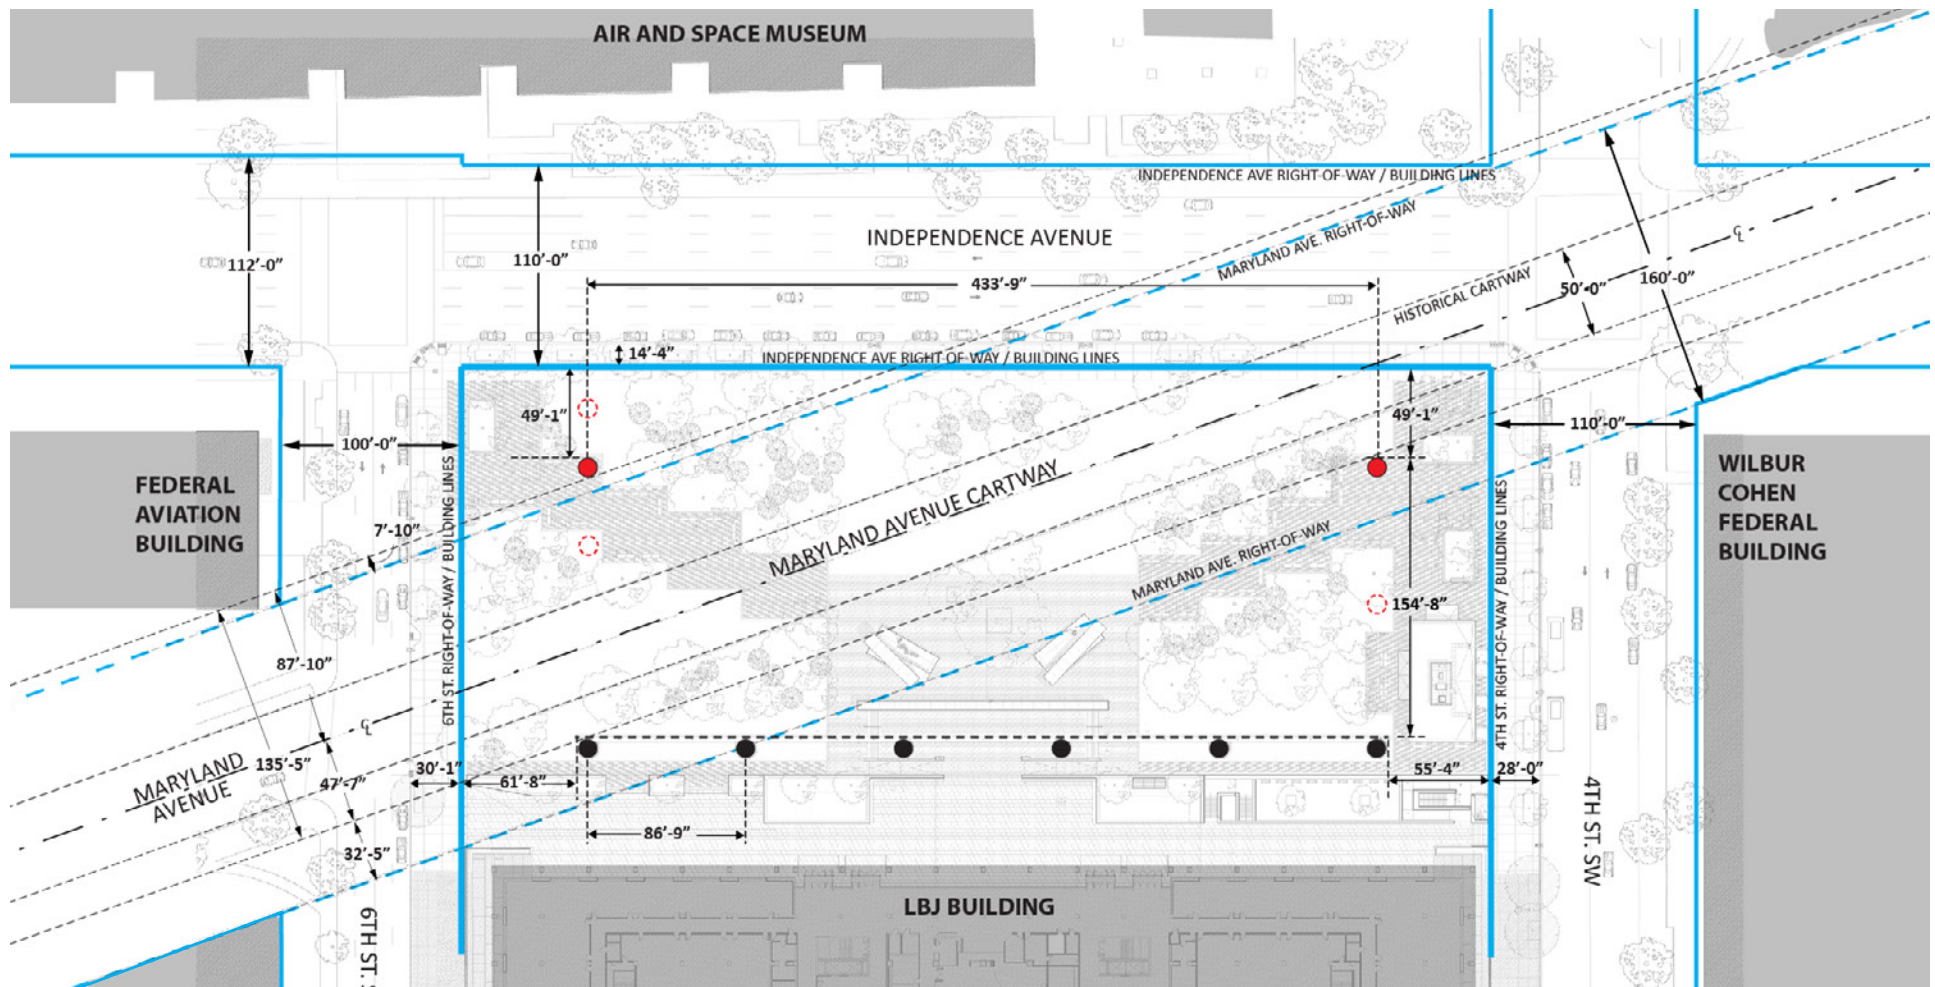 AIR AND SPACE MUSEUM
INDEPENDENCE AVE RIGHT-OF-WAY / BUILDING LINES
MARYLAND AVE. RIGHT-OF-WAY
INDEPENDENCE AVENUE
112'-0"
110'-0"
433'-9"
HISTORICAL CARTWAY
50'-0"
160'-0"
14'-4"
INDEPENDENCE AVE RIGHT-OF-WAY / BUILDING LINES
49'-1"
49'-1"
100'-0"
110'-0"
FEDERAL
AVIATION
BUILDING
WILBUR
COHEN
FEDERAL
BUILDING
7'-10"
6TH ST. RIGHT-OF-WAY / BUILDING LINES
MARYLAND AVENUE CARTWAY
MARYLAND AVE. RIGHT-OF-WAY
4TH ST. RIGHT-OF-WAY / BUILDING LINES
154'-8"
87'-10"
135'-5"
MARYLAND
AVENUE
47'-7"
32'-5"
30'-1"
61'-8"
86'-9"
55'-4"
28'-0"
4TH ST. SW
6TH ST.
LBJ BUILDING